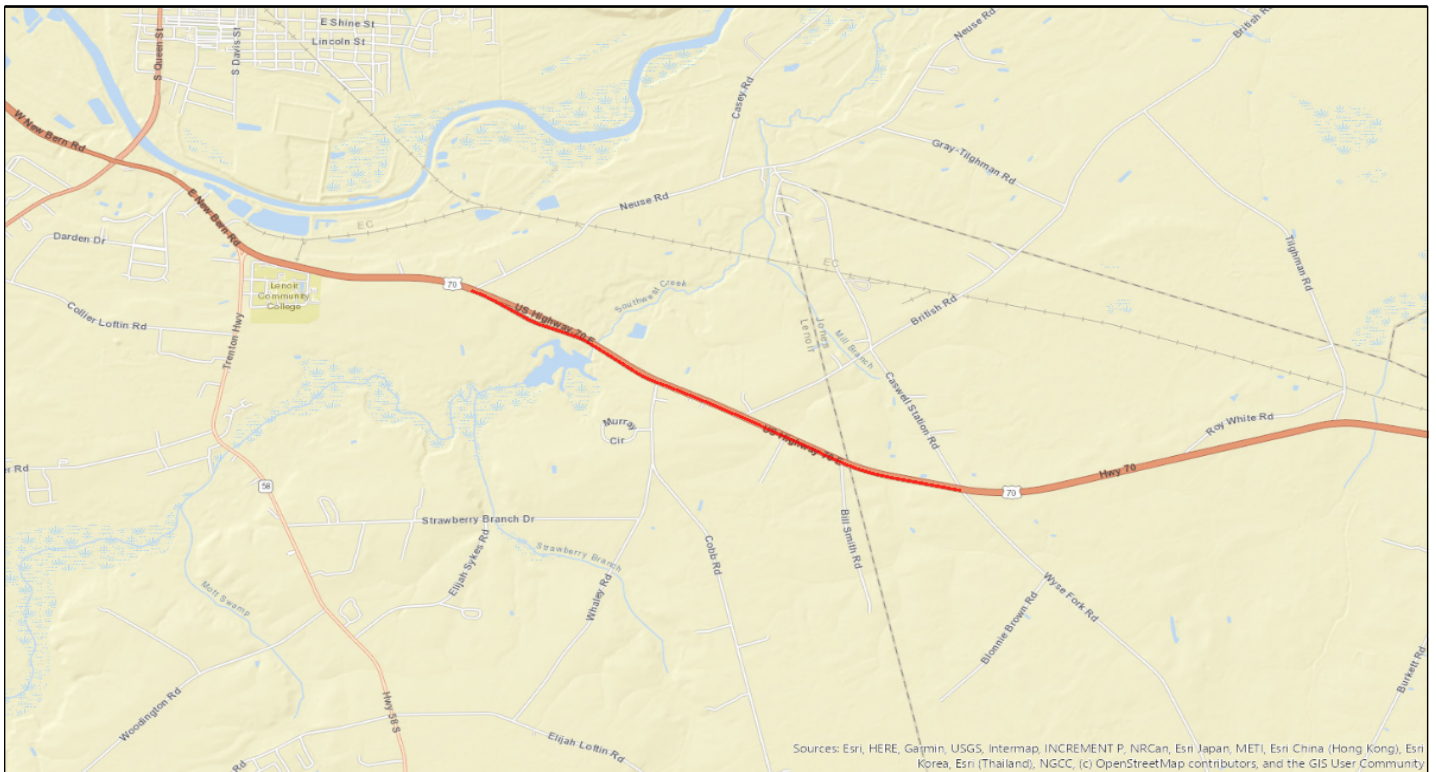 E Shine St
Lincoln St
S Queen St
S Davis St
Neuse Rd
British Rd
Casey Rd
W New Bern Rd
Gray-Tilghman Rd
E New Bern Rd
Neuse Rd
EC
Darden Dr
Tilghman Rd
EC
70
Lenoir
Community
College
Southwest Creek
Collier Loftin Rd
US Highway 70 E
British Rd
Trenton Hwy
Jones
Lenoir
Mill Branch
Caswell Station Rd
Murray
Cir
Roy White Rd
US Highway 70 E
Hwy 70
58
70
Strawberry Branch Dr
Bill Smith Rd
Strawberry Branch
Elijah Sykes Rd
Cobb Rd
Whaley Rd
Mott Swamp
Wyse Fork Rd
Blonnie Brown Rd
Burkett Rd
Woodington Rd
Hwy 58 S
Elijah Loftin Rd
Rd
Sources: Esri, HERE, Garmin, USGS, Intermap, INCREMENT P, NRCan, Esri Japan, METI, Esri China (Hong Kong), Esri
Korea, Esri (Thailand), NGCC, (c) OpenStreetMap contributors, and the GIS User Community